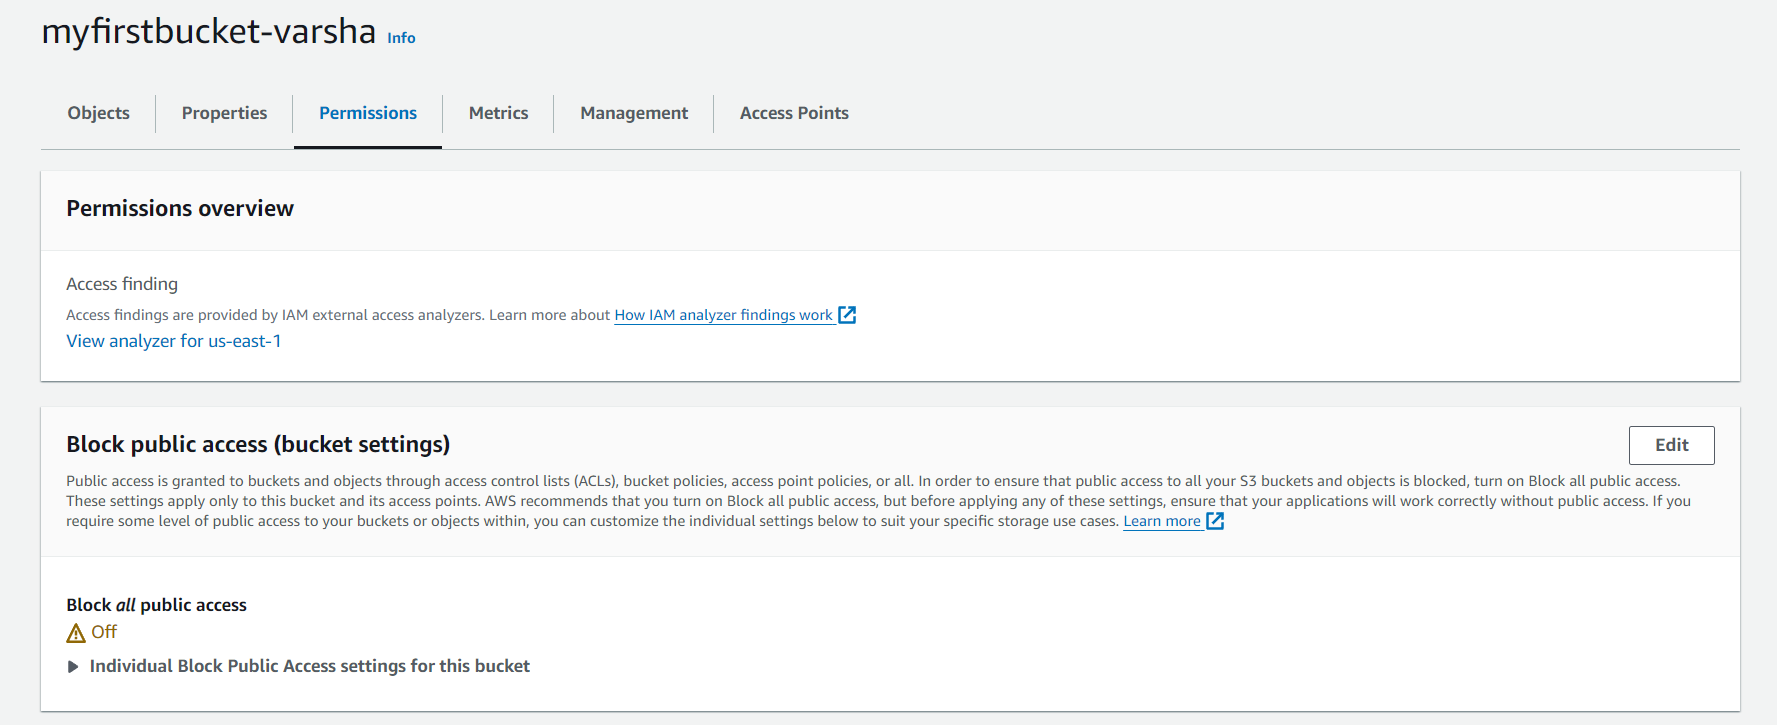 myfirstbucket-varsha Info
Objects Properties Permissions Metrics Management Access Points
Permissions overview
Access finding
Access findings are provided by IAM external access analyzers. Learn more about How IAM analyzer findings work
View analyzer for us-east-1
Block public access (bucket settings)
Edit
Public access is granted to buckets and objects through access control lists (ACLs), bucket policies, access point policies, or all. In order to ensure that public access to all your S3 buckets and objects is blocked, turn on Block all public access.
These settings apply only to this bucket and its access points. AWS recommends that you turn on Block all public access, but before applying any of these settings, ensure that your applications will work correctly without public access. If you
require some level of public access to your buckets or objects within, you can customize the individual settings below to suit your specific storage use cases. Learn more
Block all public access
Off
Individual Block Public Access settings for this bucket